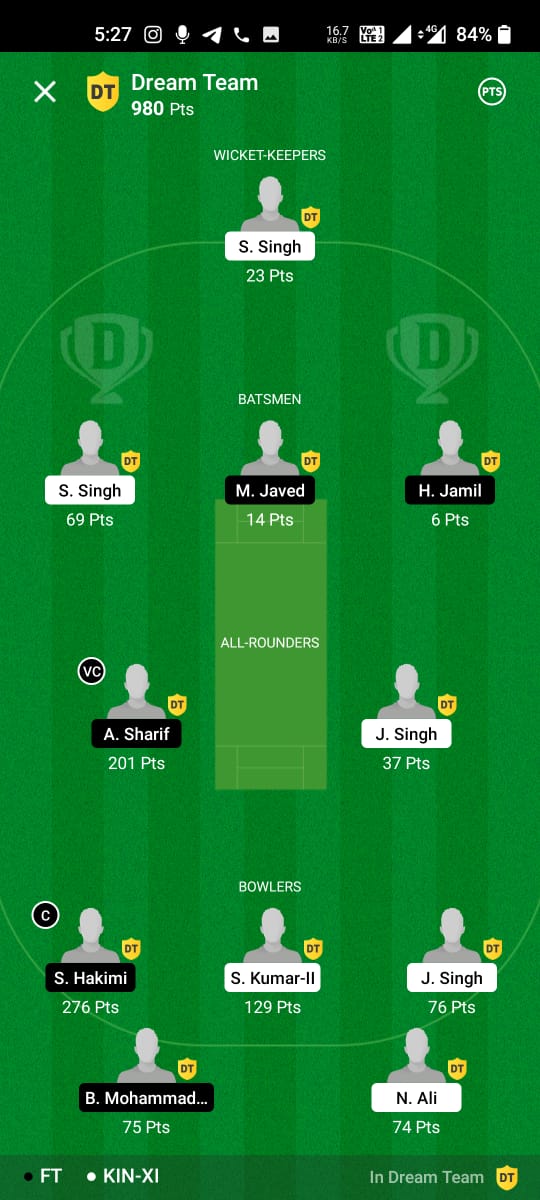 5:27 16.7 KB/S Vo 1 LTE 2 4G 84%
DT Dream Team
980 Pts
PTS
WICKET-KEEPERS
DT
S. Singh
23 Pts
D D
BATSMEN
DT DT DT
S. Singh M. Javed H. Jamil
69 Pts 14 Pts 6 Pts
ALL-ROUNDERS
VC DT DT
A. Sharif J. Singh
201 Pts 37 Pts
BOWLERS
C DT DT DT
S. Hakimi S. Kumar-II J. Singh
276 Pts 129 Pts 76 Pts
DT DT
B. Mohammad... N. Ali
75 Pts 74 Pts
FT KIN-XI In Dream Team DT